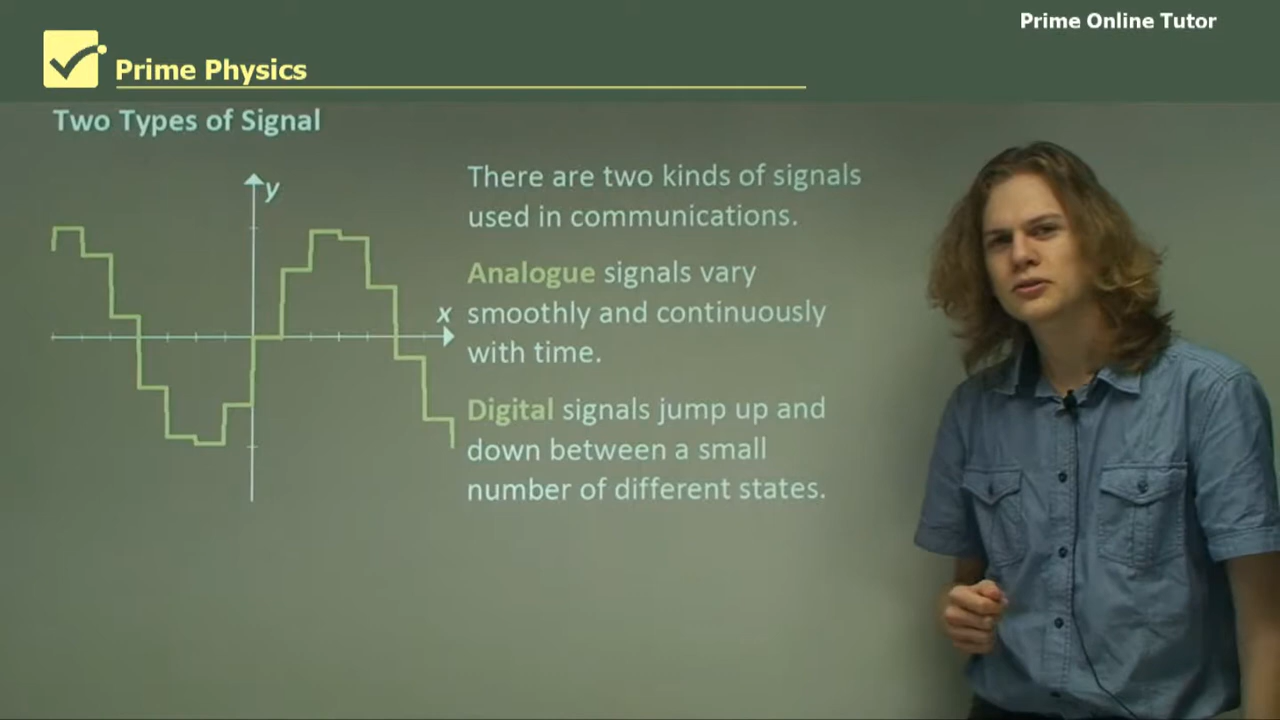 Prime Online Tutor
Prime Physics
Two Types of Signal
y
x
There are two kinds of signals
used in communications.
Analogue signals vary
smoothly and continuously
with time.
Digital signals jump up and
down between a small
number of different states.